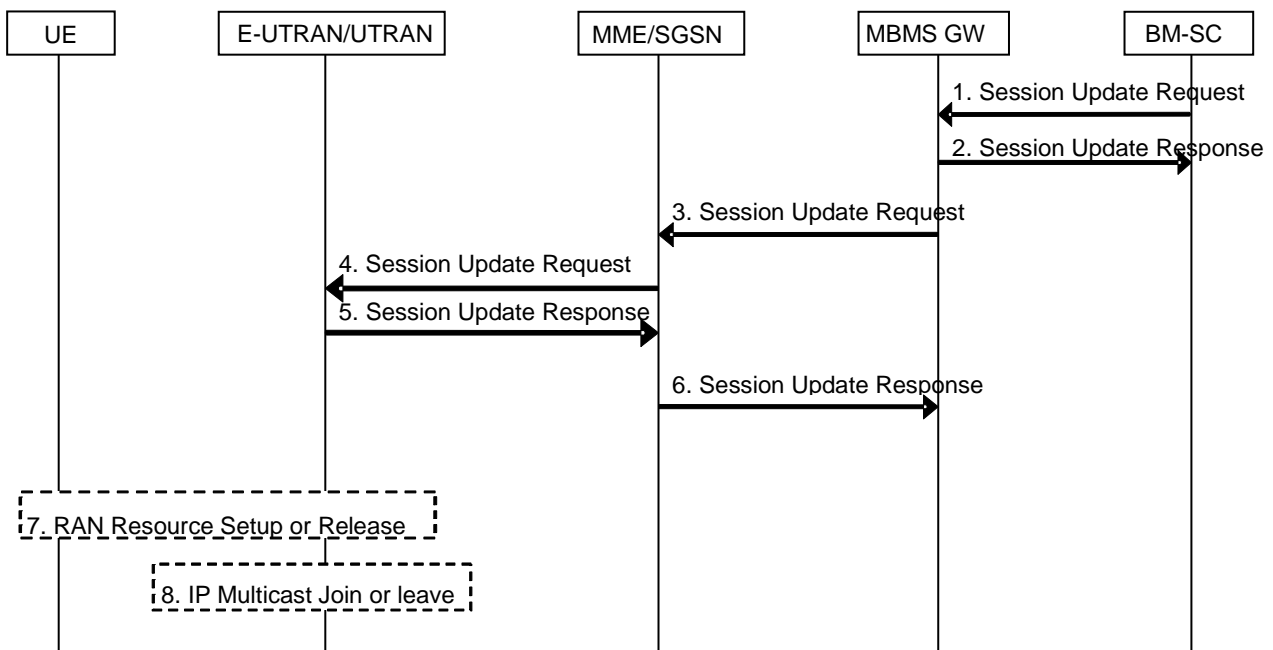 UE
E-UTRAN/UTRAN
MME/SGSN
MBMS GW
BM-SC
1. Session Update Request
2. Session Update Response
3. Session Update Request
4. Session Update Request
5. Session Update Response
6. Session Update Response
7. RAN Resource Setup or Release
8. IP Multicast Join or leave